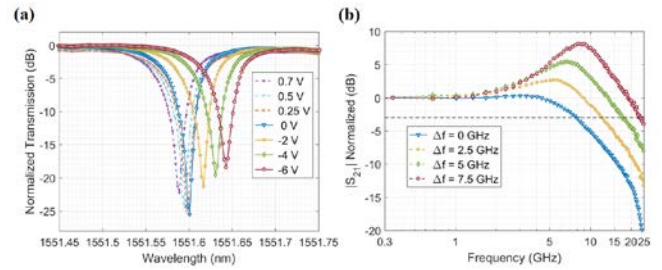 (a)
(b)
Normalized Transmission (dB)
0
-5
-10
-15
-20
-25
0.7 V
0.5 V
0.25 V
0 V
-2 V
-4 V
-6 V
1551.45 1551.5 1551.55 1551.6 1551.65 1551.7 1551.75
Wavelength (nm)
|S21| Normalized (dB)
10
5
0
-5
-10
-15
-20
Δf = 0 GHz
Δf = 2.5 GHz
Δf = 5 GHz
Δf = 7.5 GHz
0.3 1 5 10 15 2025
Frequency (GHz)